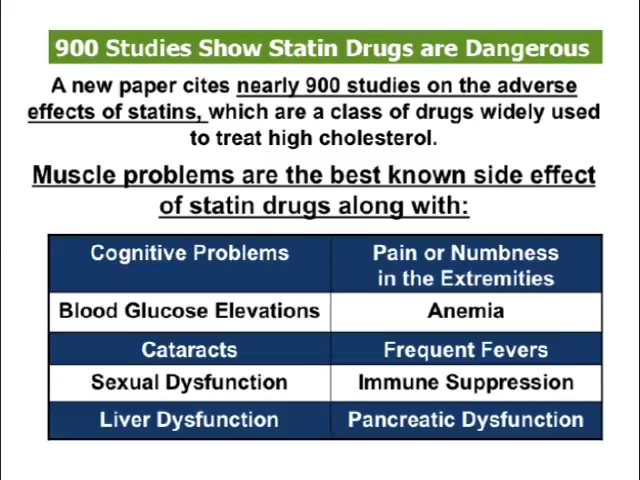 900 Studies Show Statin Drugs are Dangerous
A new paper cites nearly 900 studies on the adverse
effects of statins, which are a class of drugs widely used
to treat high cholesterol.
Muscle problems are the best known side effect
of statin drugs along with:
Cognitive Problems
Pain or Numbness
in the Extremities
Blood Glucose Elevations
Anemia
Cataracts
Frequent Fevers
Sexual Dysfunction
Immune Suppression
Liver Dysfunction
Pancreatic Dysfunction